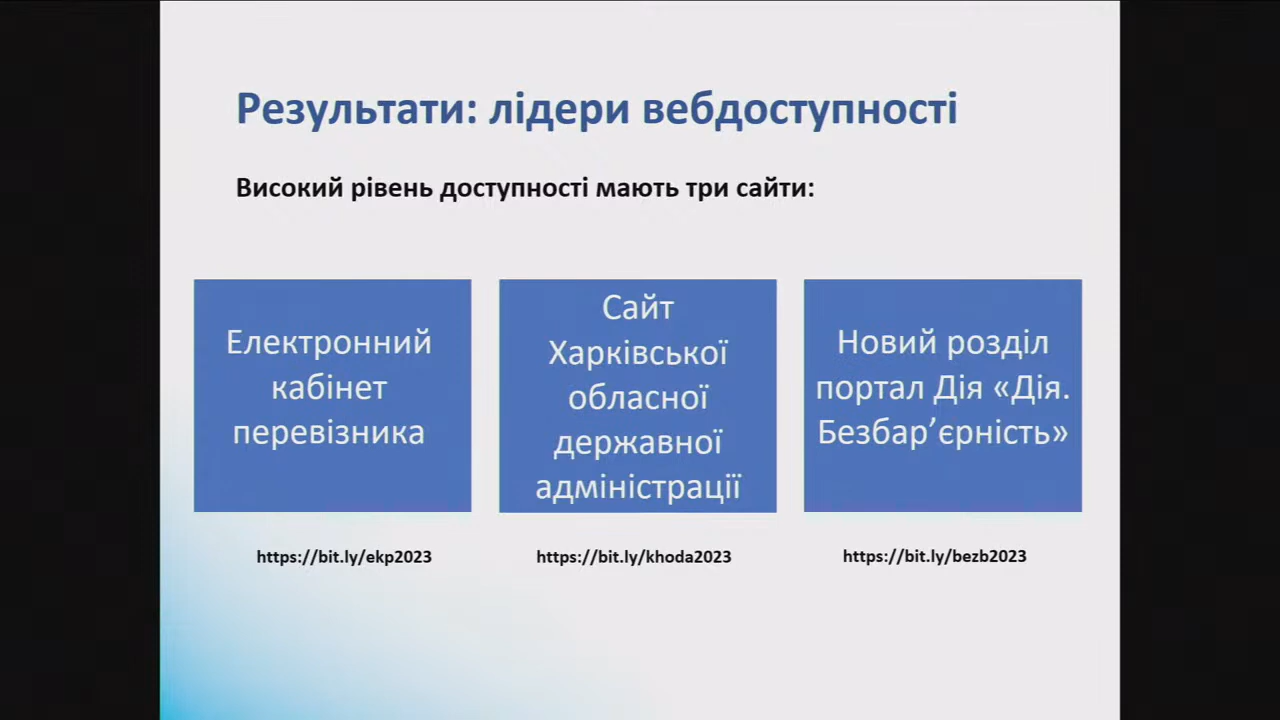 Результати: лідери вебдоступності
Високий рівень доступності мають три сайти:
Електронний
кабінет
перевізника
Сайт
Харківської
обласної
державної
адміністрації
Новий розділ
портал Дія «Дія.
Безбар’єрність»
https://bit.ly/ekp2023
https://bit.ly/khoda2023
https://bit.ly/bezb2023